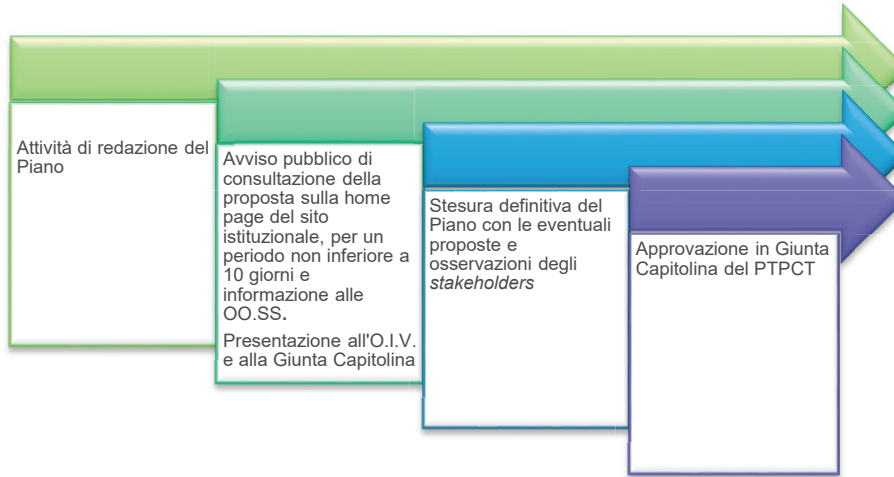 Attività di redazione del
Piano
Avviso pubblico di
consultazione della
proposta sulla home
page del sito
istituzionale, per un
periodo non inferiore a
10 giorni e
informazione alle
OO.SS.
Presentazione all'O.I.V.
e alla Giunta Capitolina
Stesura definitiva del
Piano con le eventuali
proposte e
osservazioni degli
stakeholders
Approvazione in Giunta
Capitolina del PTPCT